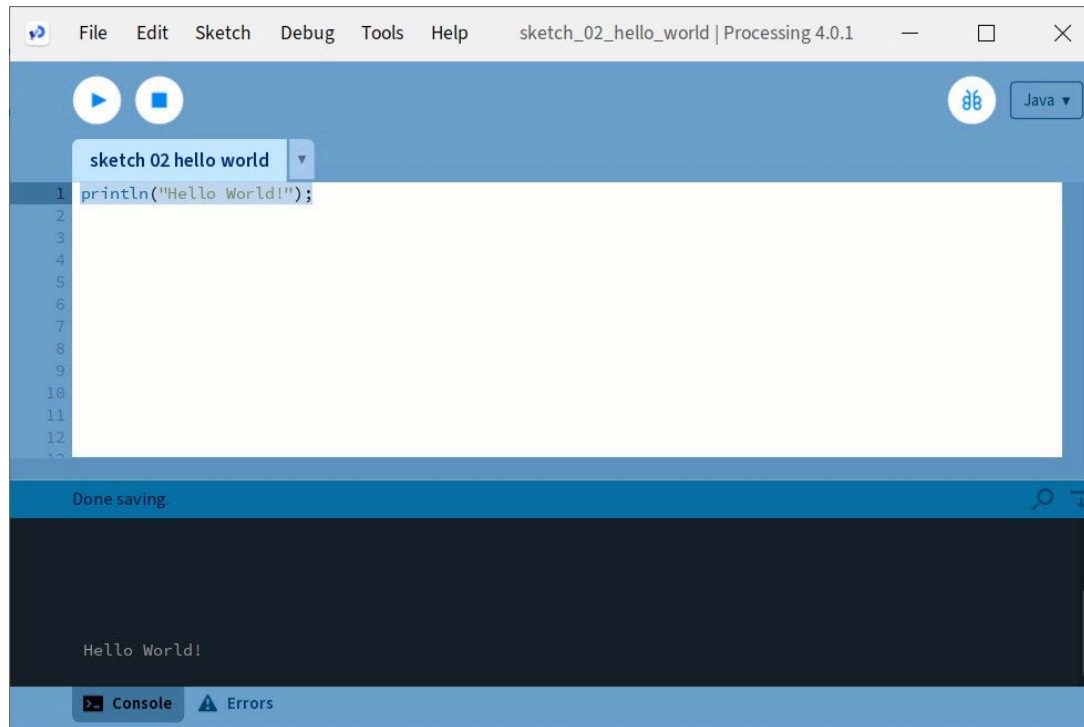 File Edit Sketch Debug Tools Help sketch_02_hello_world | Processing 4.0.1
Java
sketch 02 hello world
1 println("Hello World!");
2
3
4
5
6
7
8
9
10
11
12
Done saving.
Hello World!
Console Errors